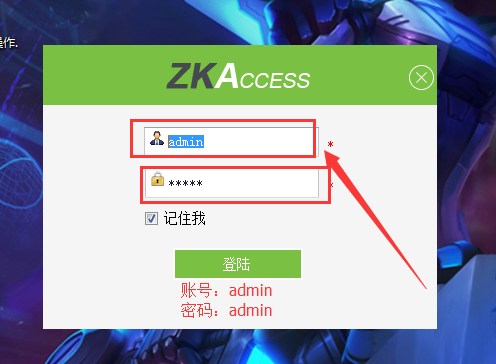 操作.
ZKACCESS
admin
*
*****
*
记住我
登陆
账号：admin
密码：admin